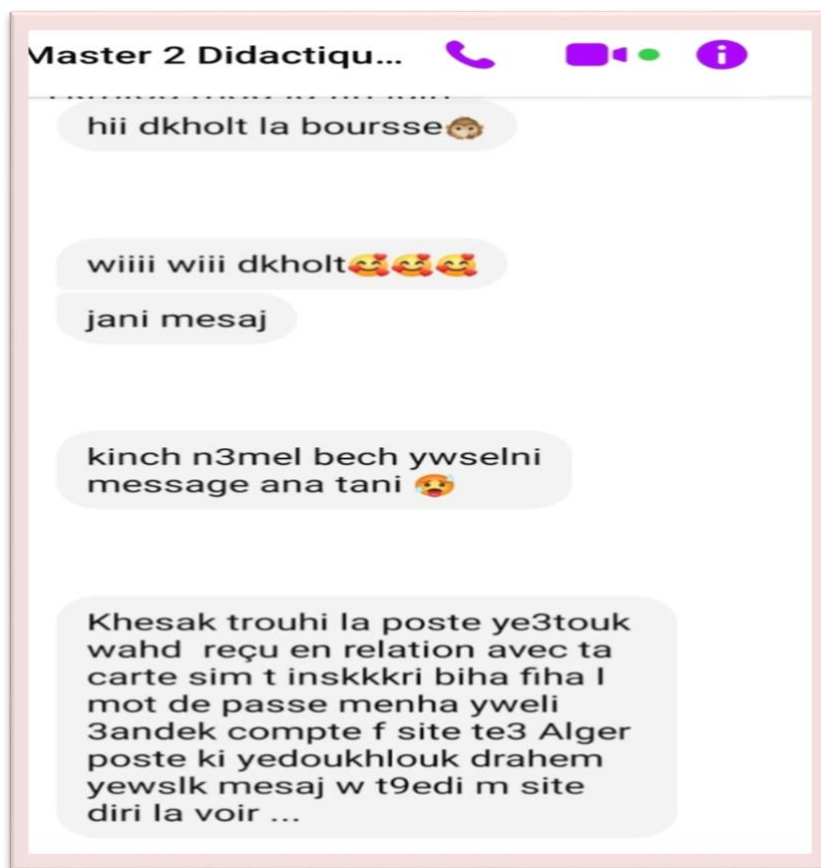 Master 2 Didactiqu...
hii dkholt la boursse🙊
wiiii wiii dkholt🥰🥰🥰
jani mesaj
kinch n3mel bech ywselni
message ana tani 🥵
Khesak trouhi la poste ye3touk
wahd reçu en relation avec ta
carte sim t inskkkri biha fiha l
mot de passe menha yweli
3andek compte f site te3 Alger
poste ki yedoukhlouk drahem
yewslk mesaj w t9edi m site
diri la voir ...